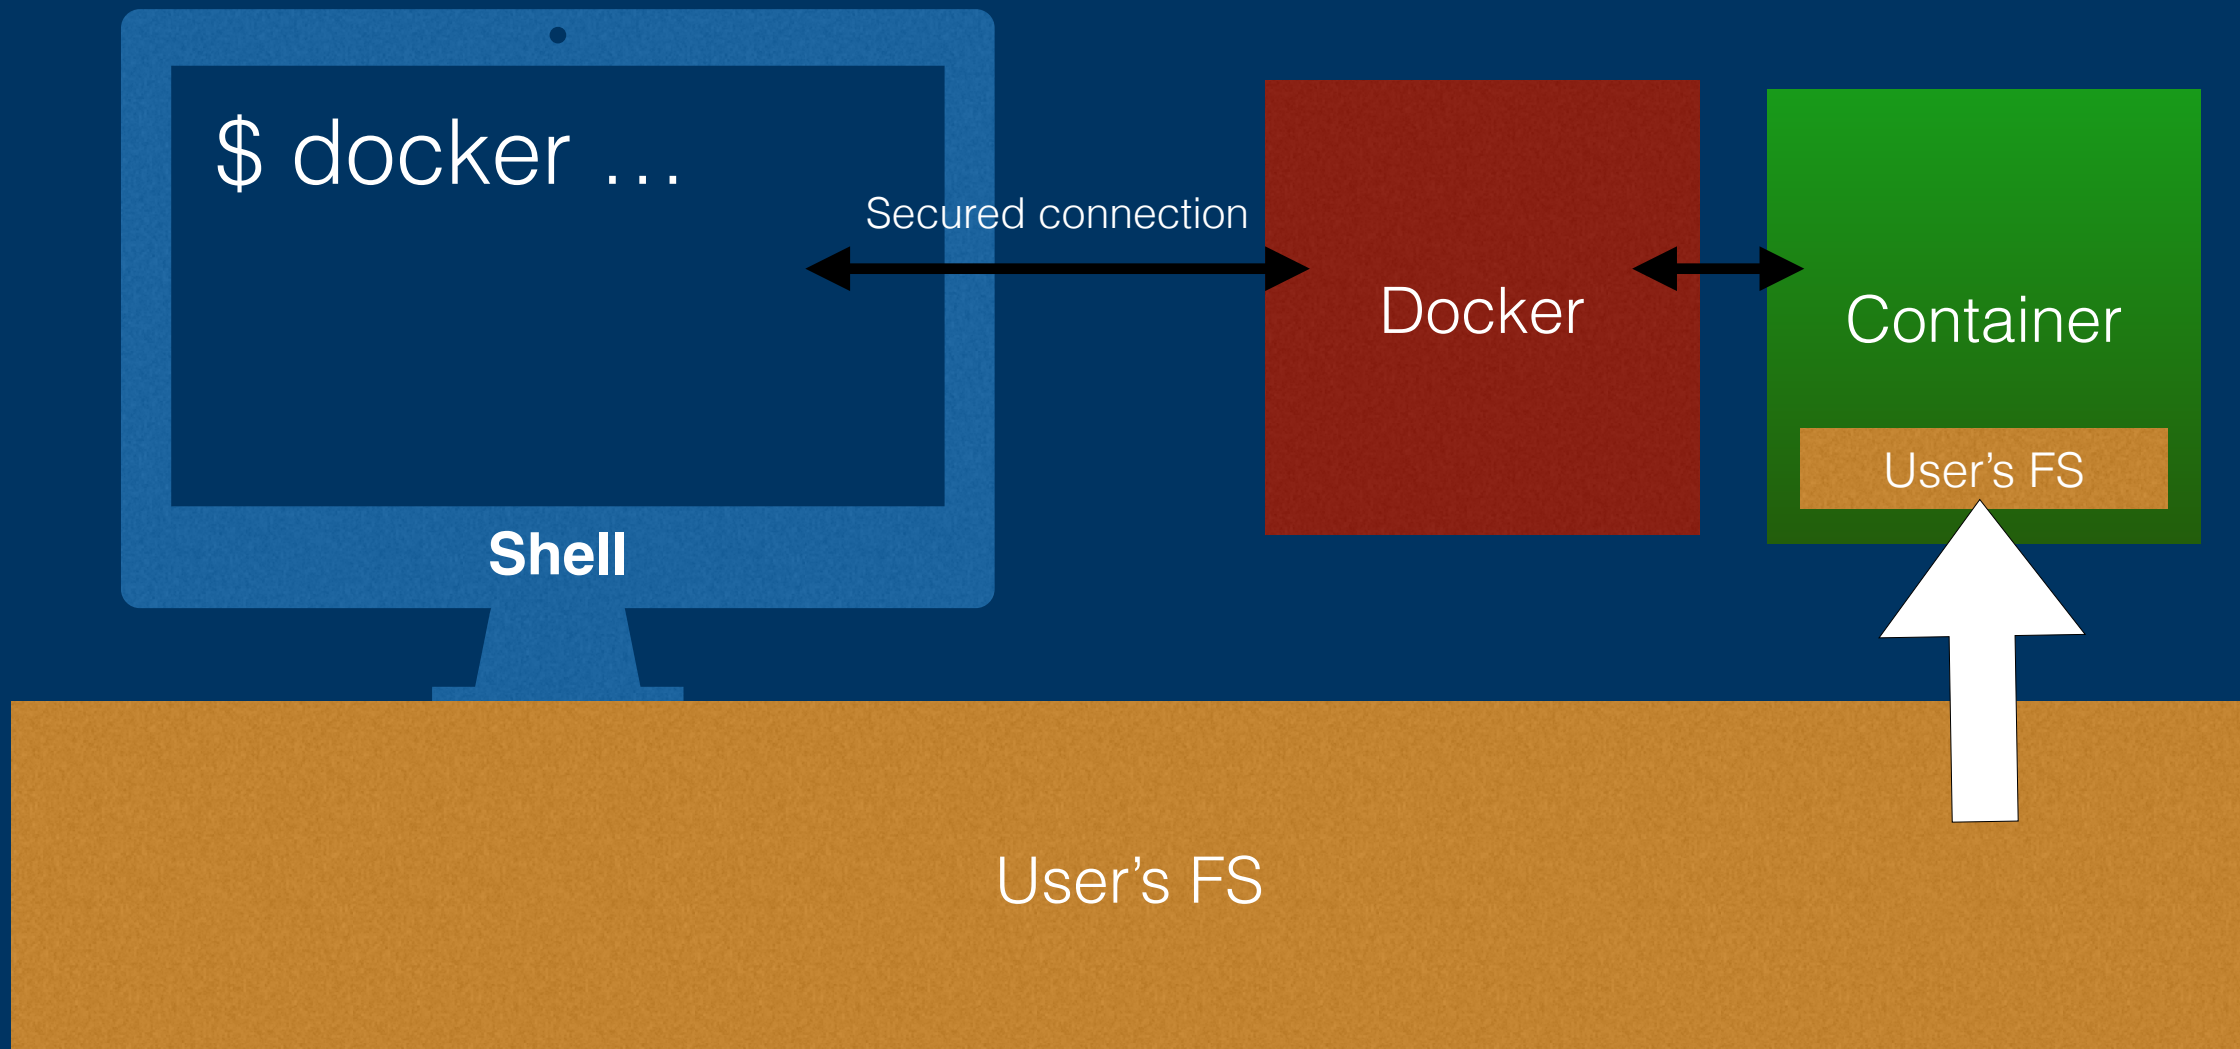 $ docker …
Secured connection
Docker
Container
User’s FS
Shell
User’s FS